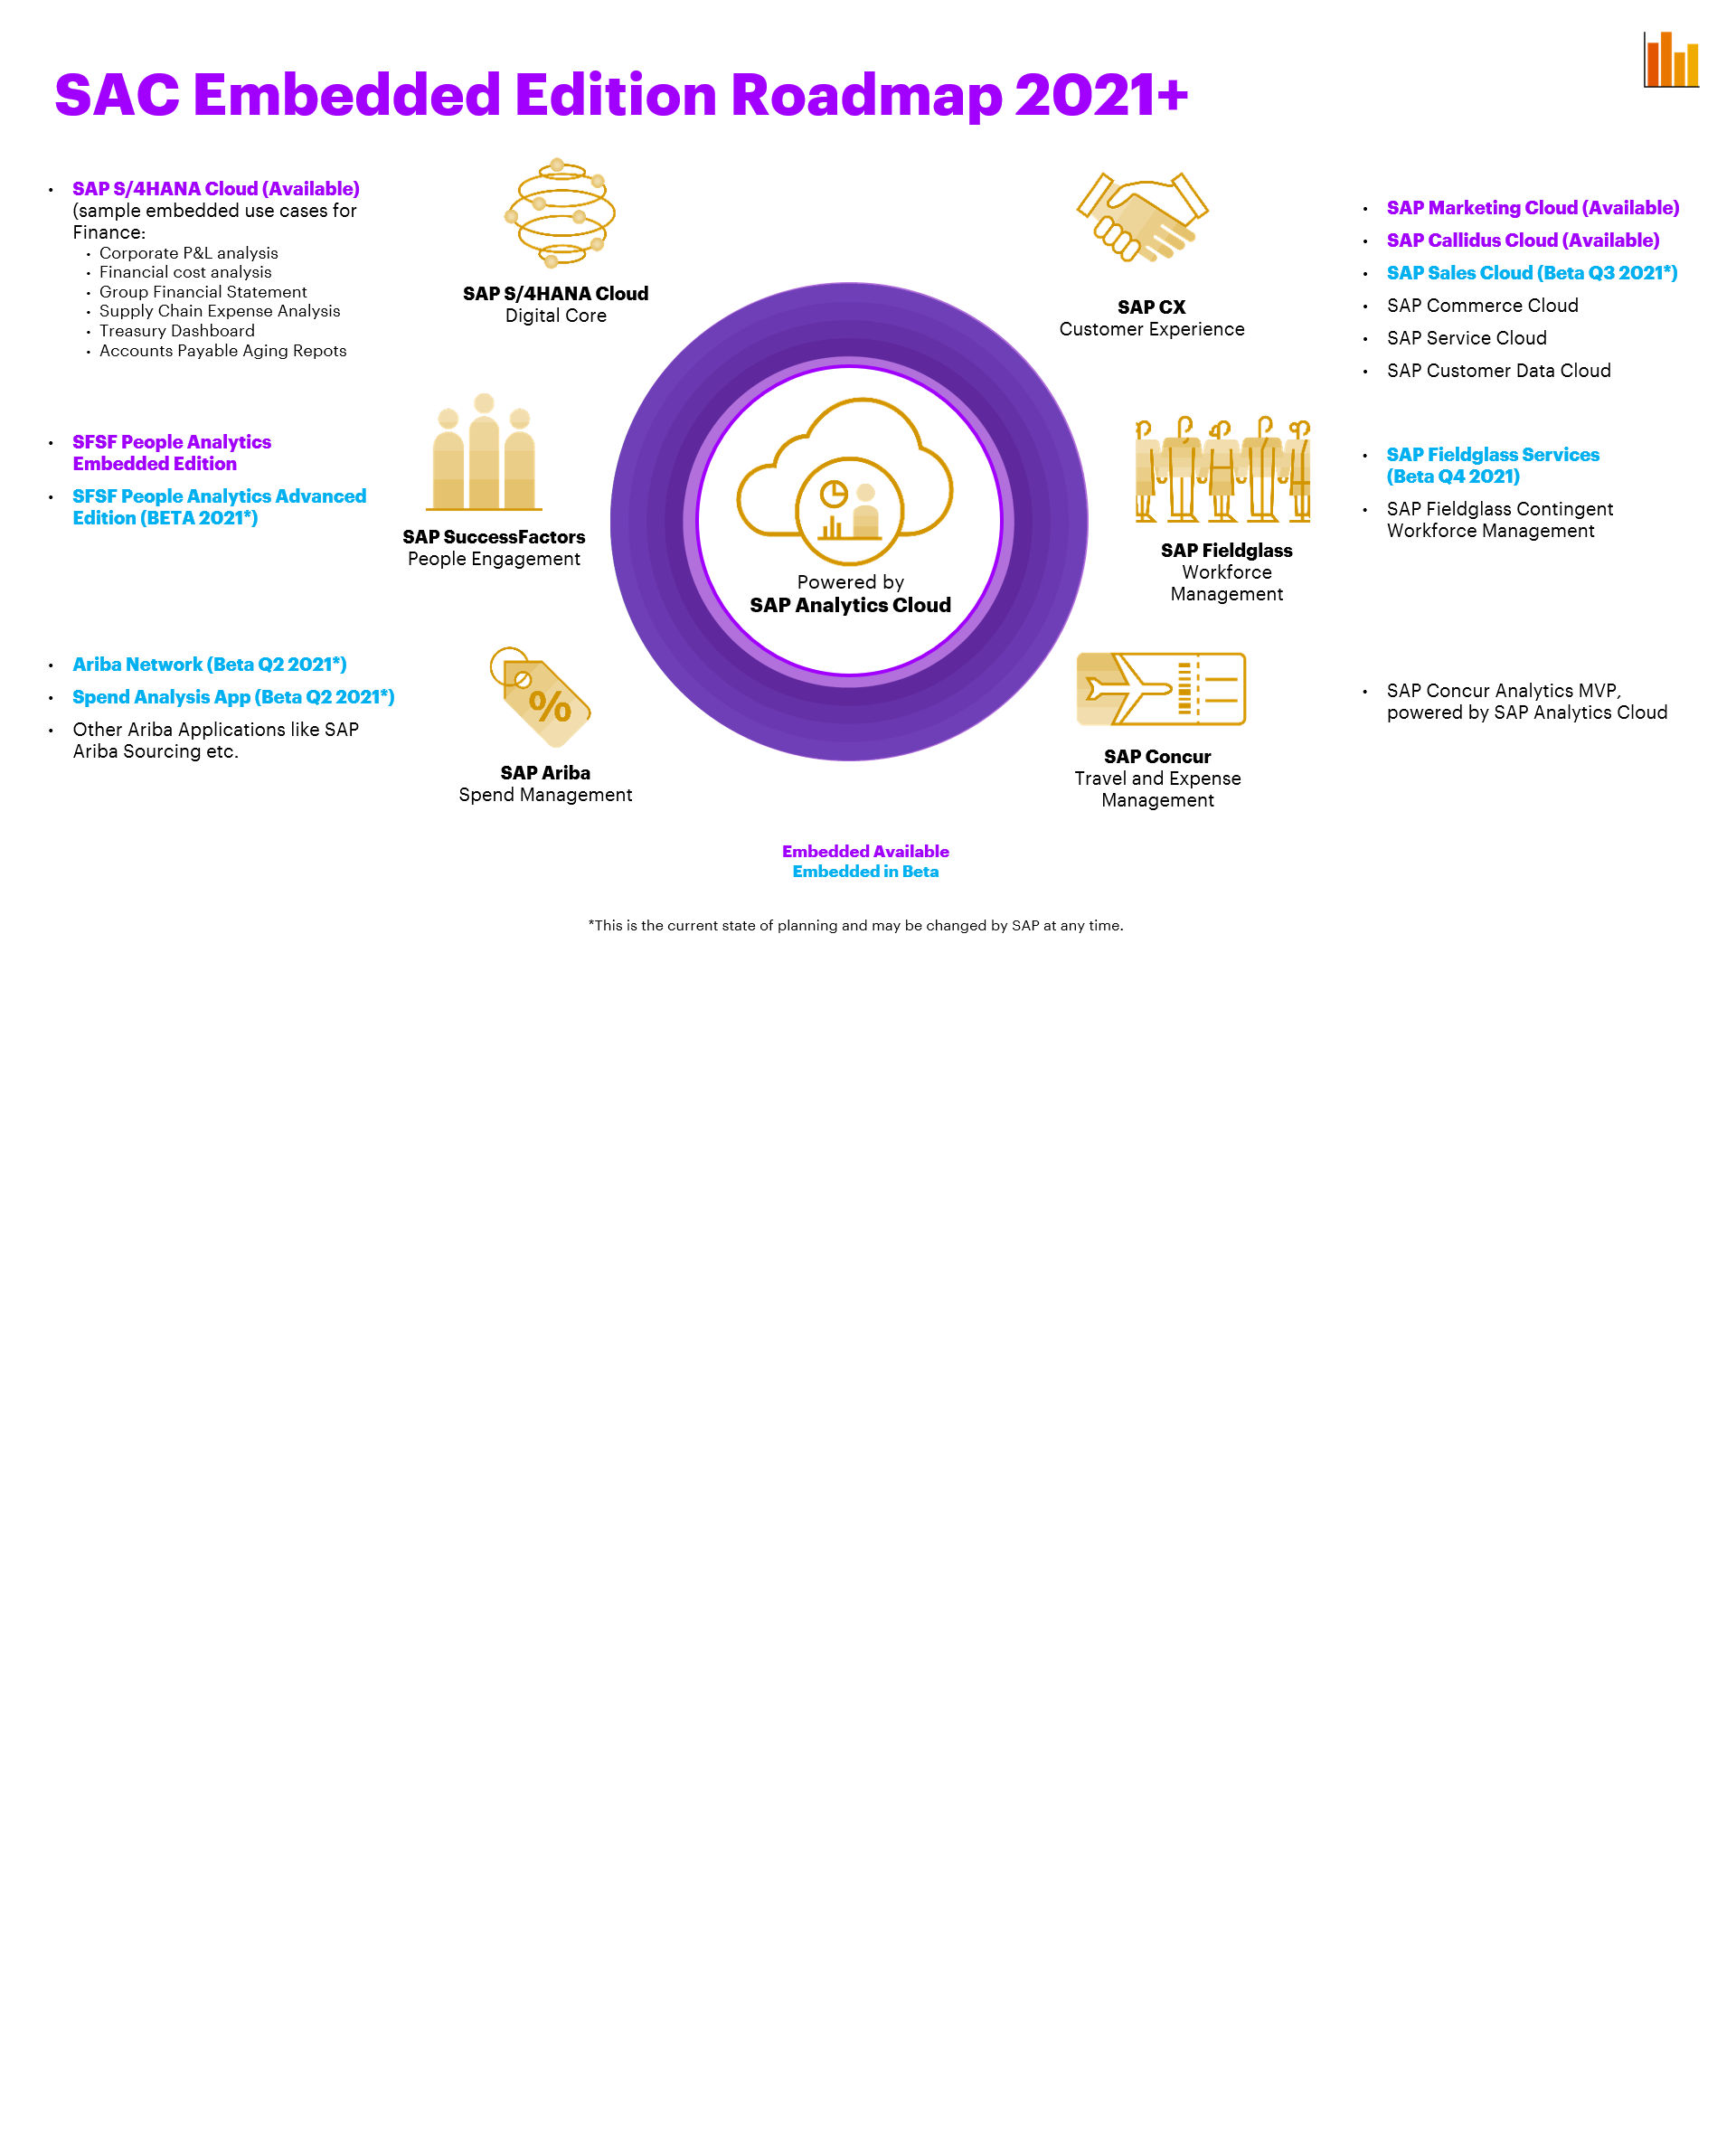 SAC Embedded Edition Roadmap 2021+
• SAP S/4HANA Cloud (Available)
(sample embedded use cases for
Finance:
• Corporate P&L analysis
• Financial cost analysis
• Group Financial Statement
• Supply Chain Expense Analysis
• Treasury Dashboard
• Accounts Payable Aging Repots
SAP S/4HANA Cloud
Digital Core
• SFSF People Analytics
Embedded Edition
• SFSF People Analytics Advanced
Edition (BETA 2021*)
SAP SuccessFactors
People Engagement
• Ariba Network (Beta Q2 2021*)
• Spend Analysis App (Beta Q2 2021*)
• Other Ariba Applications like SAP
Ariba Sourcing etc.
%
SAP Ariba
Spend Management
Powered by
SAP Analytics Cloud
SAP CX
Customer Experience
• SAP Marketing Cloud (Available)
• SAP Callidus Cloud (Available)
• SAP Sales Cloud (Beta Q3 2021*)
• SAP Commerce Cloud
• SAP Service Cloud
• SAP Customer Data Cloud
SAP Fieldglass
Workforce
Management
• SAP Fieldglass Services
(Beta Q4 2021)
• SAP Fieldglass Contingent
Workforce Management
SAP Concur
Travel and Expense
Management
• SAP Concur Analytics MVP,
powered by SAP Analytics Cloud
Embedded Available
Embedded in Beta
*This is the current state of planning and may be changed by SAP at any time.